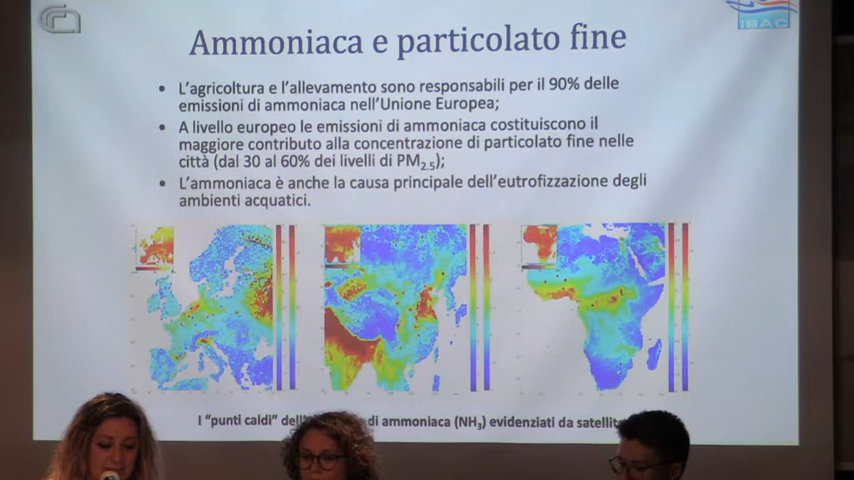 IBAC
Ammoniaca e particolato fine
• L'agricoltura e l'allevamento sono responsabili per il 90% delle
emissioni di ammoniaca nell'Unione Europea;
• A livello europeo le emissioni di ammoniaca costituiscono il
maggiore contributo alla concentrazione di particolato fine nelle
città (dal 30 al 60% dei livelli di PM2.5);
• L'ammoniaca è anche la causa principale dell'eutrofizzazione degli
ambienti acquatici.
I "punti caldi" di ammoniaca (NH3) evidenziati da